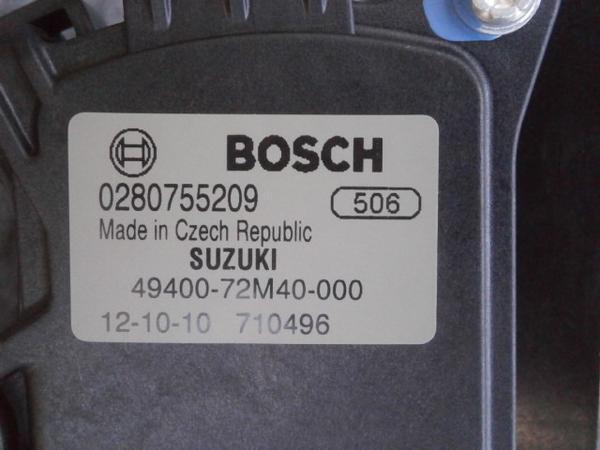 BOSCH
0280755209 506
Made in Czech Republic
SUZUKI
49400-72M40-000
12-10-10 710496